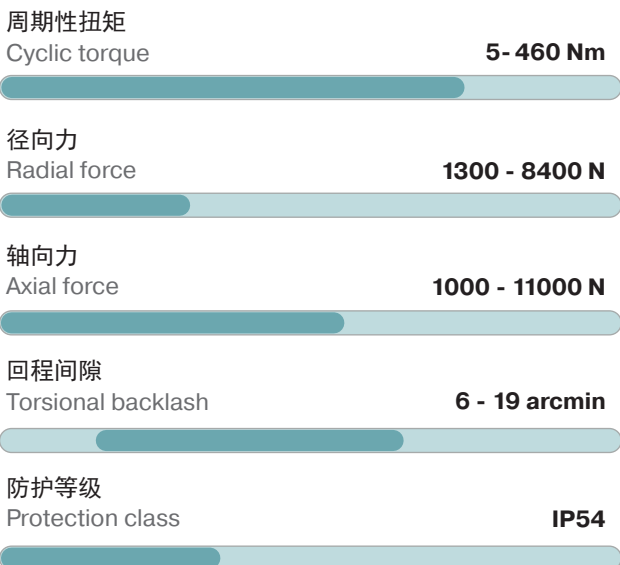 周期性扭矩
Cyclic torque 5- 460 Nm
径向力
Radial force 1300 - 8400 N
轴向力
Axial force 1000 - 11000 N
回程间隙
Torsional backlash 6 - 19 arcmin
防护等级
Protection class IP54